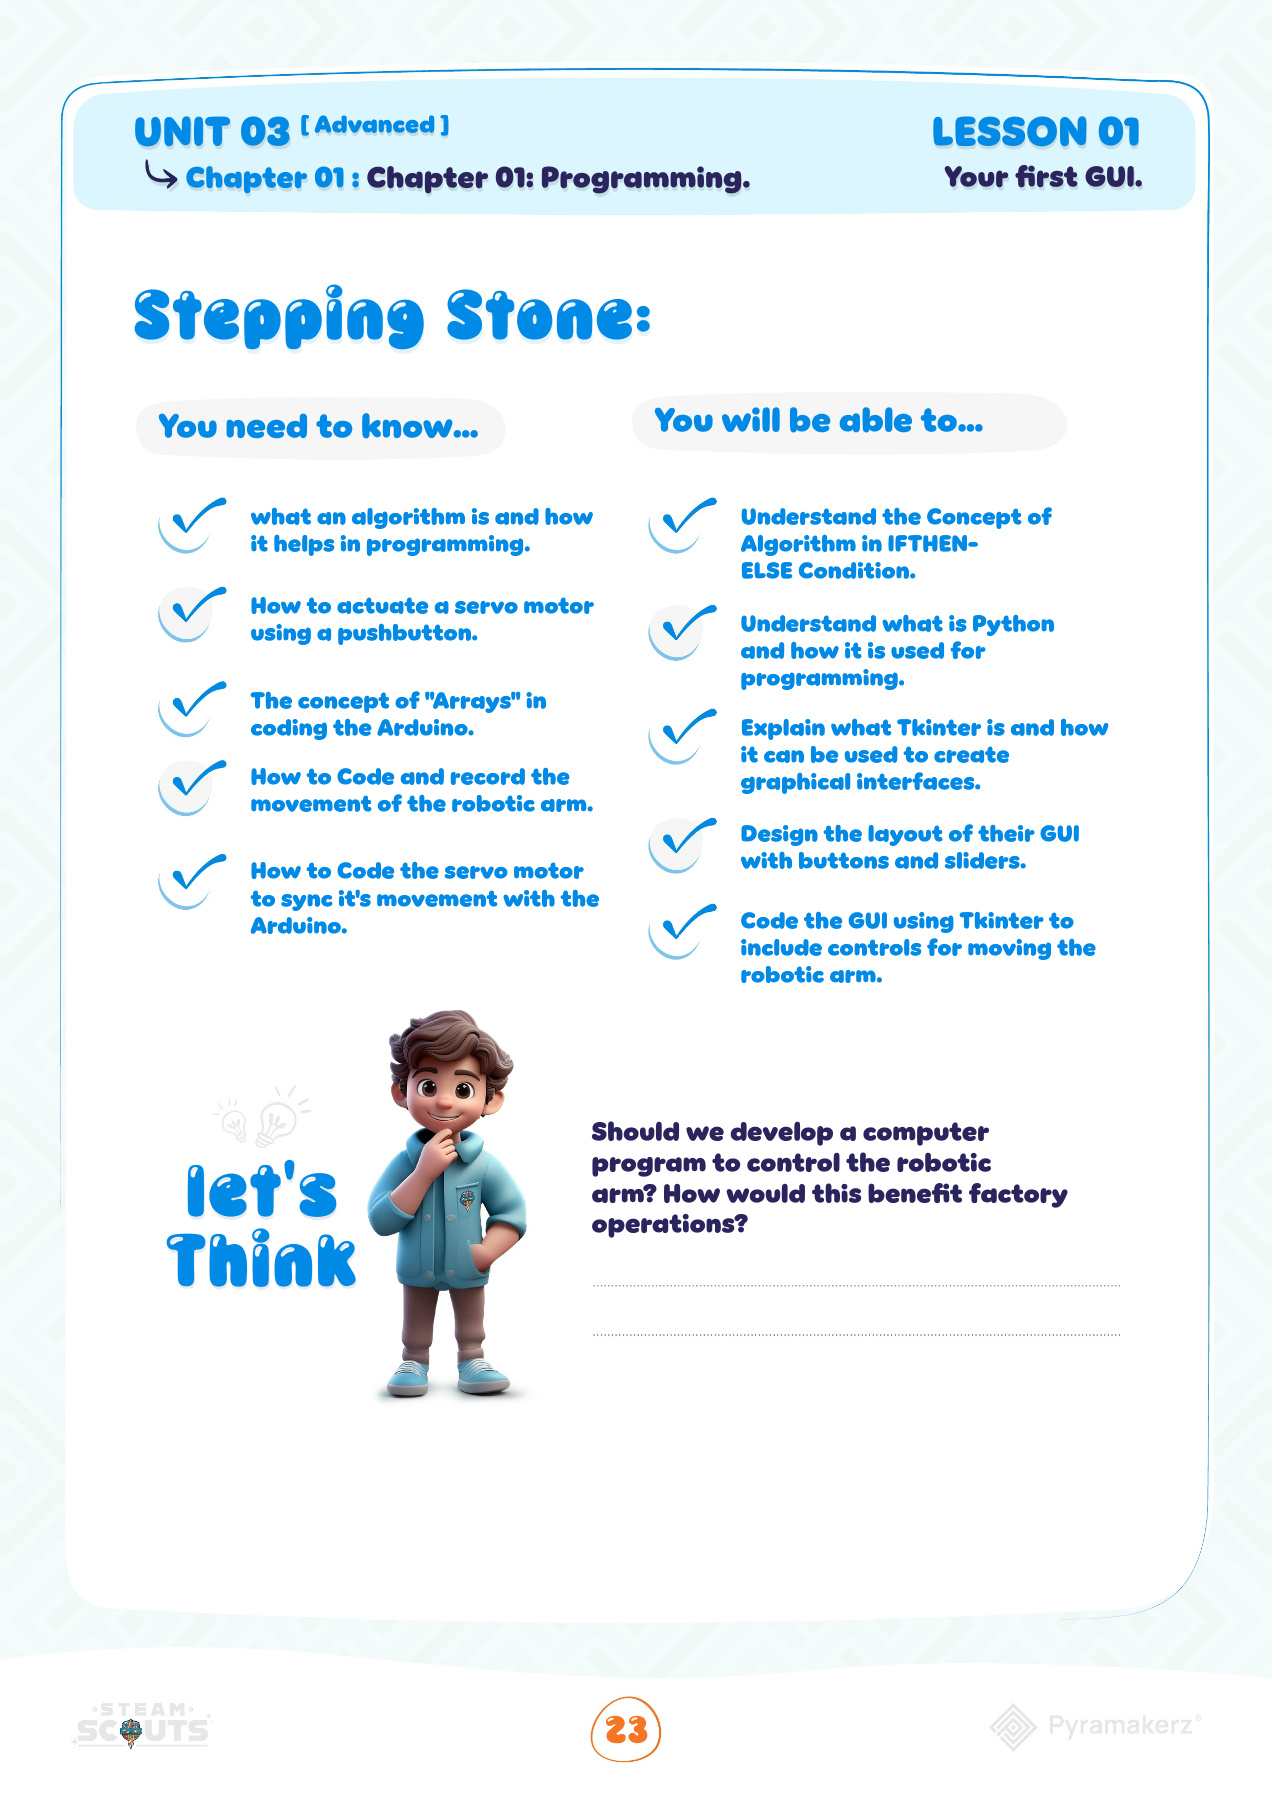 UNIT 03 [ Advanced ]
Chapter 01 : Chapter 01: Programming.
LESSON 01
Your first GUI.
Stepping Stone:
You need to know...
what an algorithm is and how
it helps in programming.
How to actuate a servo motor
using a pushbutton.
The concept of "Arrays" in
coding the Arduino.
How to Code and record the
movement of the robotic arm.
How to Code the servo motor
to sync it's movement with the
Arduino.
You will be able to...
Understand the Concept of
Algorithm in IFTHEN-
ELSE Condition.
Understand what is Python
and how it is used for
programming.
Explain what Tkinter is and how
it can be used to create
graphical interfaces.
Design the layout of their GUI
with buttons and sliders.
Code the GUI using Tkinter to
include controls for moving the
robotic arm.
let's
Think
Should we develop a computer
program to control the robotic
arm? How would this benefit factory
operations?
STEAM
SCOUTS
23
Pyramakerz